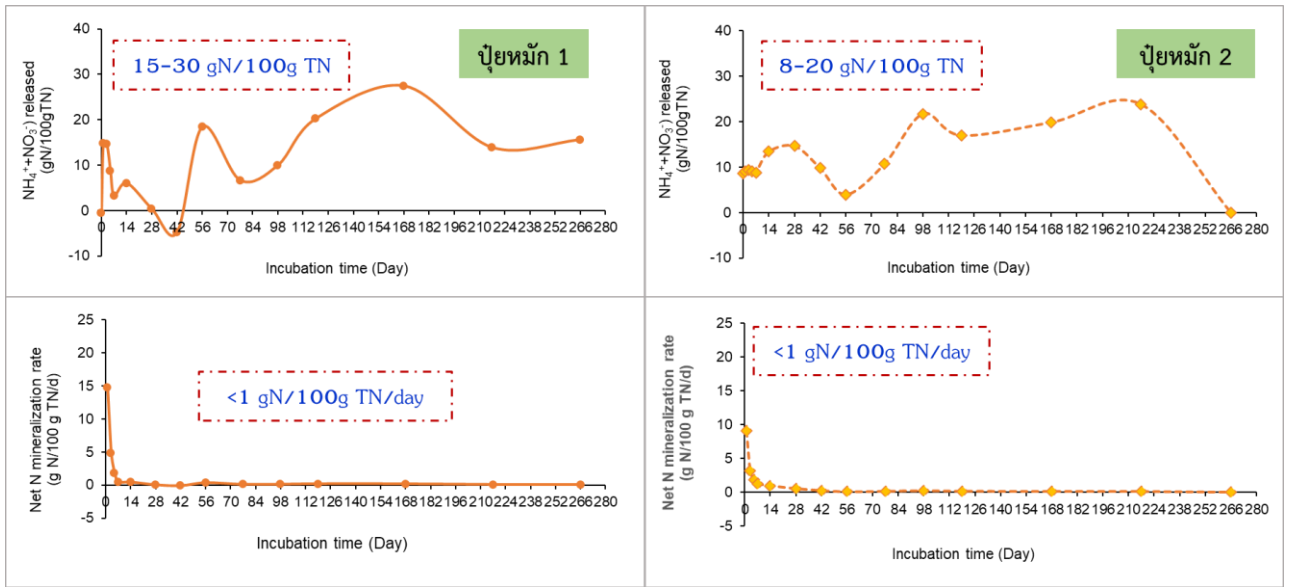 40
30
20
10
0
-10
NH₄⁺+NO₃⁻) released
(gN/100gTN)
15-30 gN/100g TN
ปุ๋ยหมัก 1
0 14 28 42 56 70 84 98 112 126 140 154 168 182 196 210 224 238 252 266 280
Incubation time (Day)
40
30
20
10
0
-10
NH₄⁺+NO₃⁻) released
(gN/100gTN)
8-20 gN/100g TN
ปุ๋ยหมัก 2
0 14 28 42 56 70 84 98 112 126 140 154 168 182 196 210 224 238 252 266 280
Incubation time (Day)
25
20
15
10
5
0
-5
Net N mineralization rate
(g N/100 g TN/d)
<1 gN/100g TN/day
0 14 28 42 56 70 84 98 112 126 140 154 168 182 196 210 224 238 252 266 280
Incubation time (Day)
25
20
15
10
5
0
-5
Net N mineralization rate
(g N/100 g TN/d)
<1 gN/100g TN/day
0 14 28 42 56 70 84 98 112 126 140 154 168 182 196 210 224 238 252 266 280
Incubation time (Day)